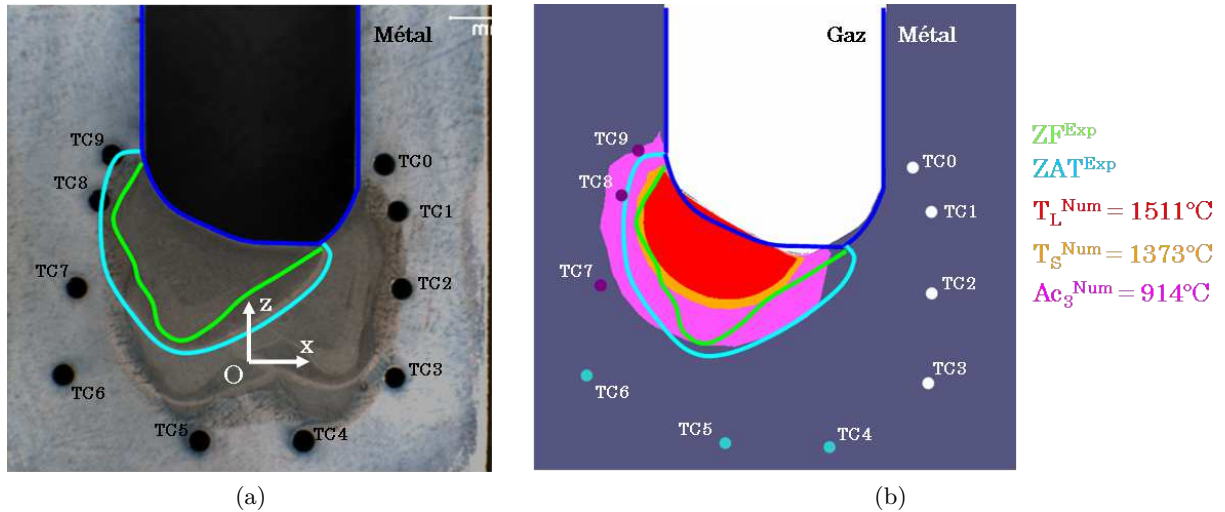 Métal
TC9
TC0
TC8
TC1
TC7
TC2
z
x
O
TC3
TC6
TC5
TC4
(a)
Gaz
Métal
TC9
TC0
TC8
TC1
TC7
TC2
TC3
TC6
TC5
TC4
(b)
ZF^Exp
ZAT^Exp
T_L^Num = 1511°C
T_S^Num = 1373°C
Ac_3^Num = 914°C